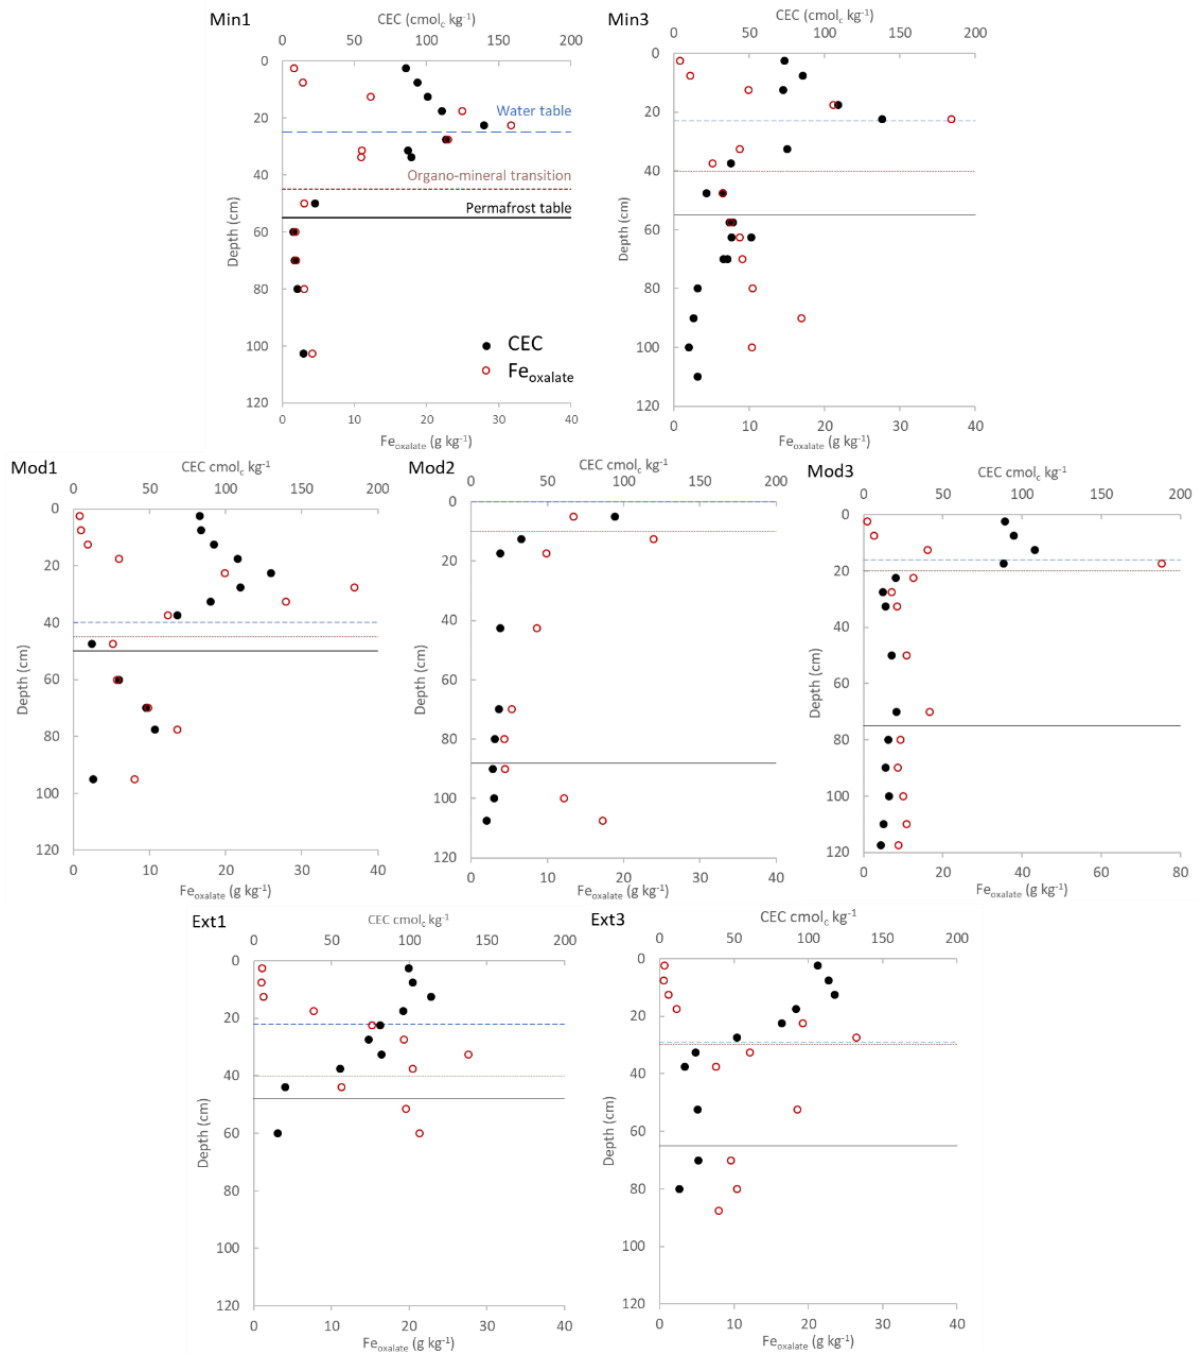 Min1
CEC (cmolc kg-1)
0 50 100 150 200
0
20
40
60
80
100
120
Depth (cm)
Water table
Organo-mineral transition
Permafrost table
CEC
Feoxalate
0 10 20 30 40
Feoxalate (g kg-1)
Min3
CEC (cmolc kg-1)
0 50 100 150 200
0
20
40
60
80
100
120
Depth (cm)
0 10 20 30 40
Feoxalate (g kg-1)
Mod1
CEC cmolc kg-1
0 50 100 150 200
0
20
40
60
80
100
120
Depth (cm)
0 10 20 30 40
Feoxalate (g kg-1)
Mod2
CEC cmolc kg-1
0 50 100 150 200
0
20
40
60
80
100
120
Depth (cm)
0 10 20 30 40
Feoxalate (g kg-1)
Mod3
CEC cmolc kg-1
0 50 100 150 200
0
20
40
60
80
100
120
Depth (cm)
0 20 40 60 80
Feoxalate (g kg-1)
Ext1
CEC cmolc kg-1
0 50 100 150 200
0
20
40
60
80
100
120
Depth (cm)
0 10 20 30 40
Feoxalate (g kg-1)
Ext3
CEC cmolc kg-1
0 50 100 150 200
0
20
40
60
80
100
120
Depth (cm)
0 10 20 30 40
Feoxalate (g kg-1)